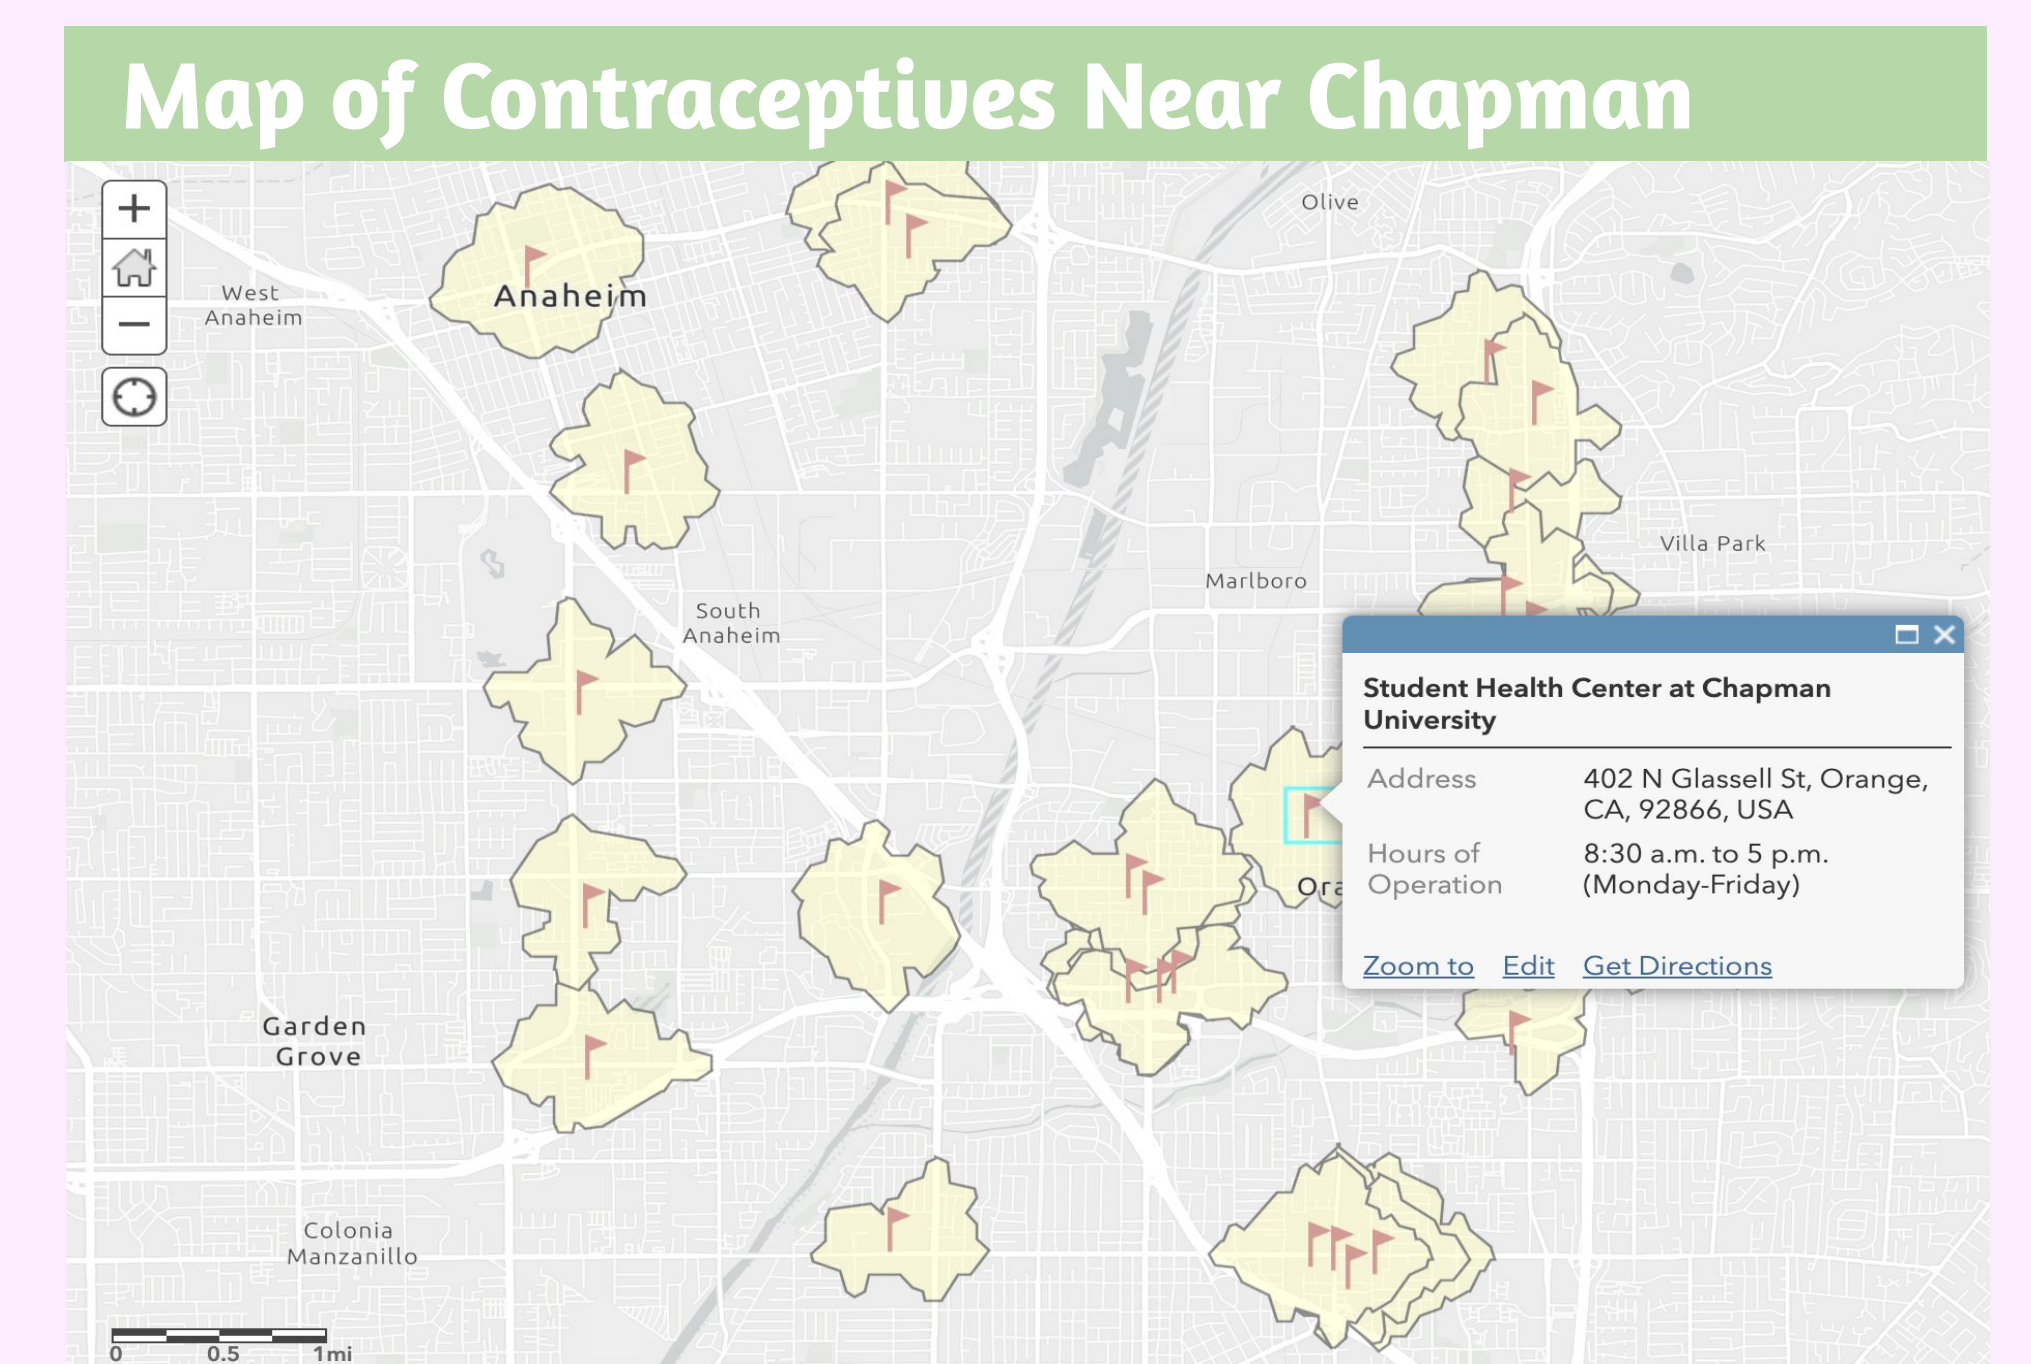 Map of Contraceptives Near Chapman
+
Olive
West
Anaheim
Anaheim
−
Villa Park
Marlboro
South
Anaheim
Student Health Center at Chapman
University
Address
402 N Glassell St, Orange,
CA, 92866, USA
Hours of
Operation
8:30 a.m. to 5 p.m.
(Monday-Friday)
Ora
Zoom to
Edit
Get Directions
Garden
Grove
Colonia
Manzanillo
0
0.5
1mi